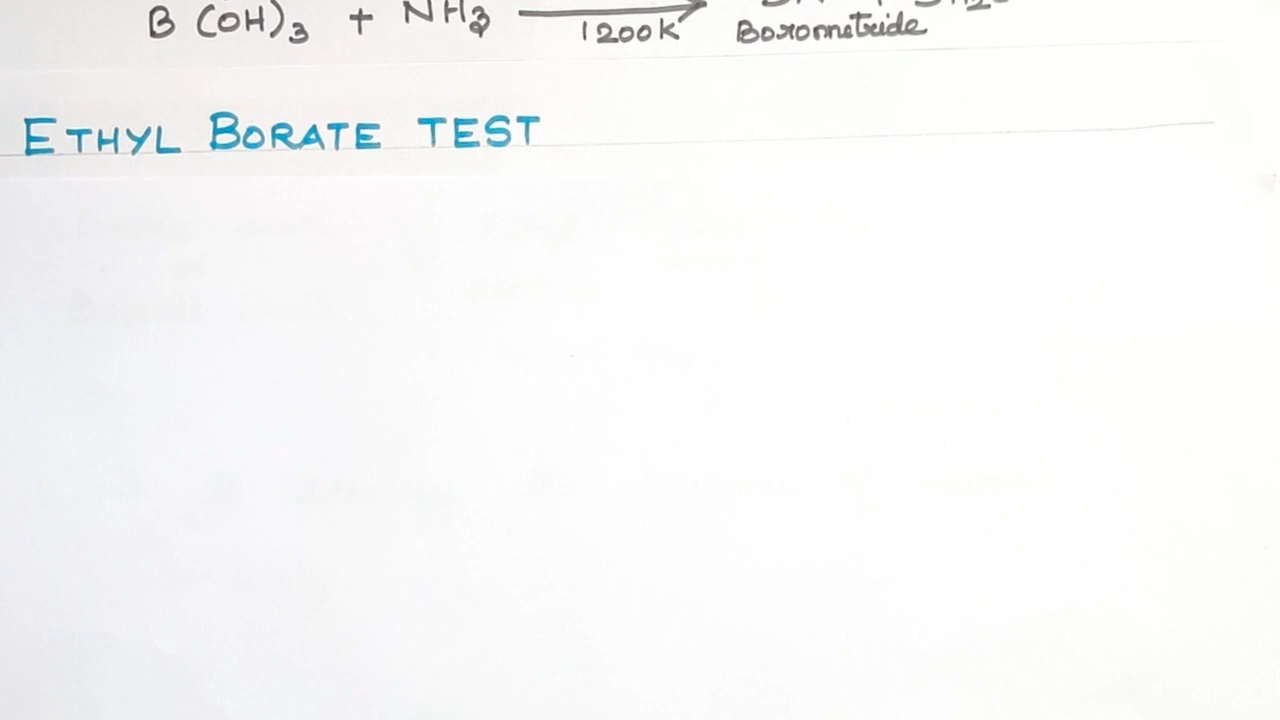 B (OH)3 + NH3 ⟶ 1200K
Boronnitride
ETHYL BORATE TEST